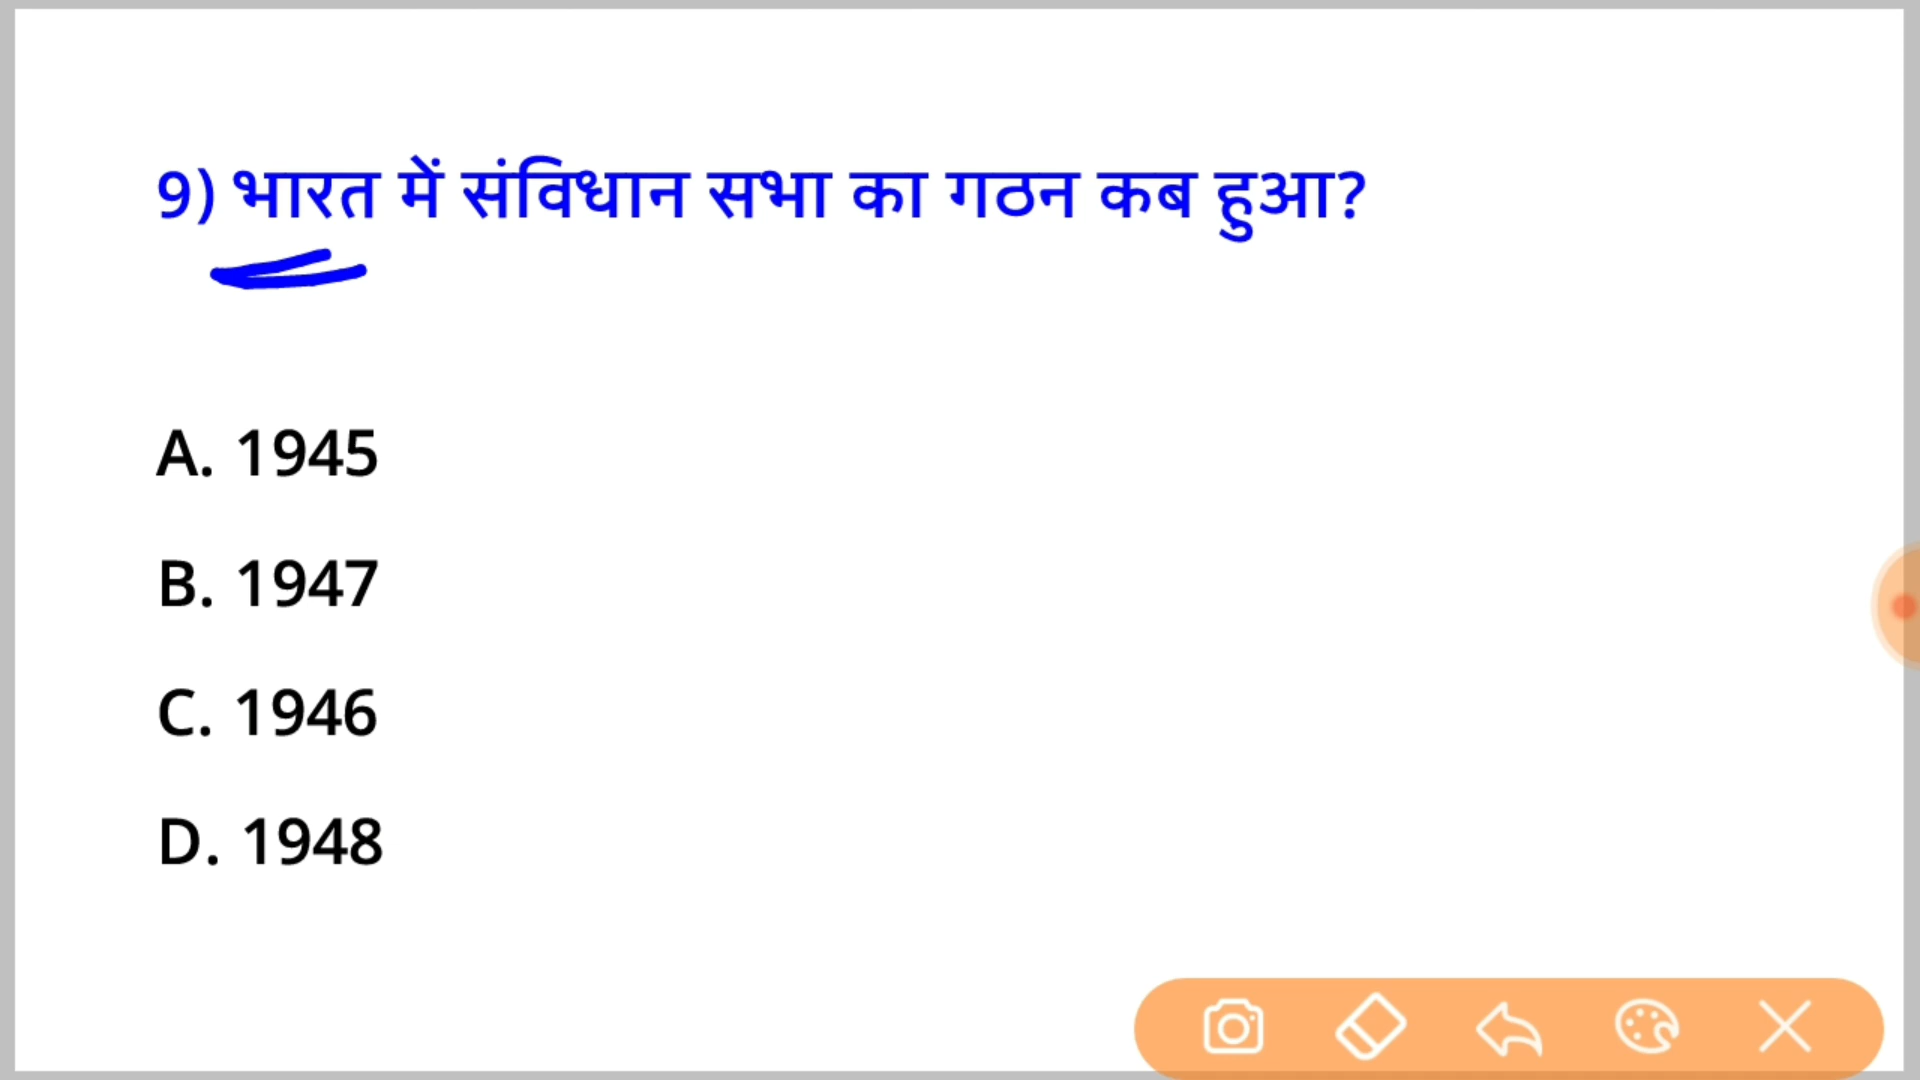 9) भारत में संविधान सभा का गठन कब हुआ?
A. 1945
B. 1947
C. 1946
D. 1948